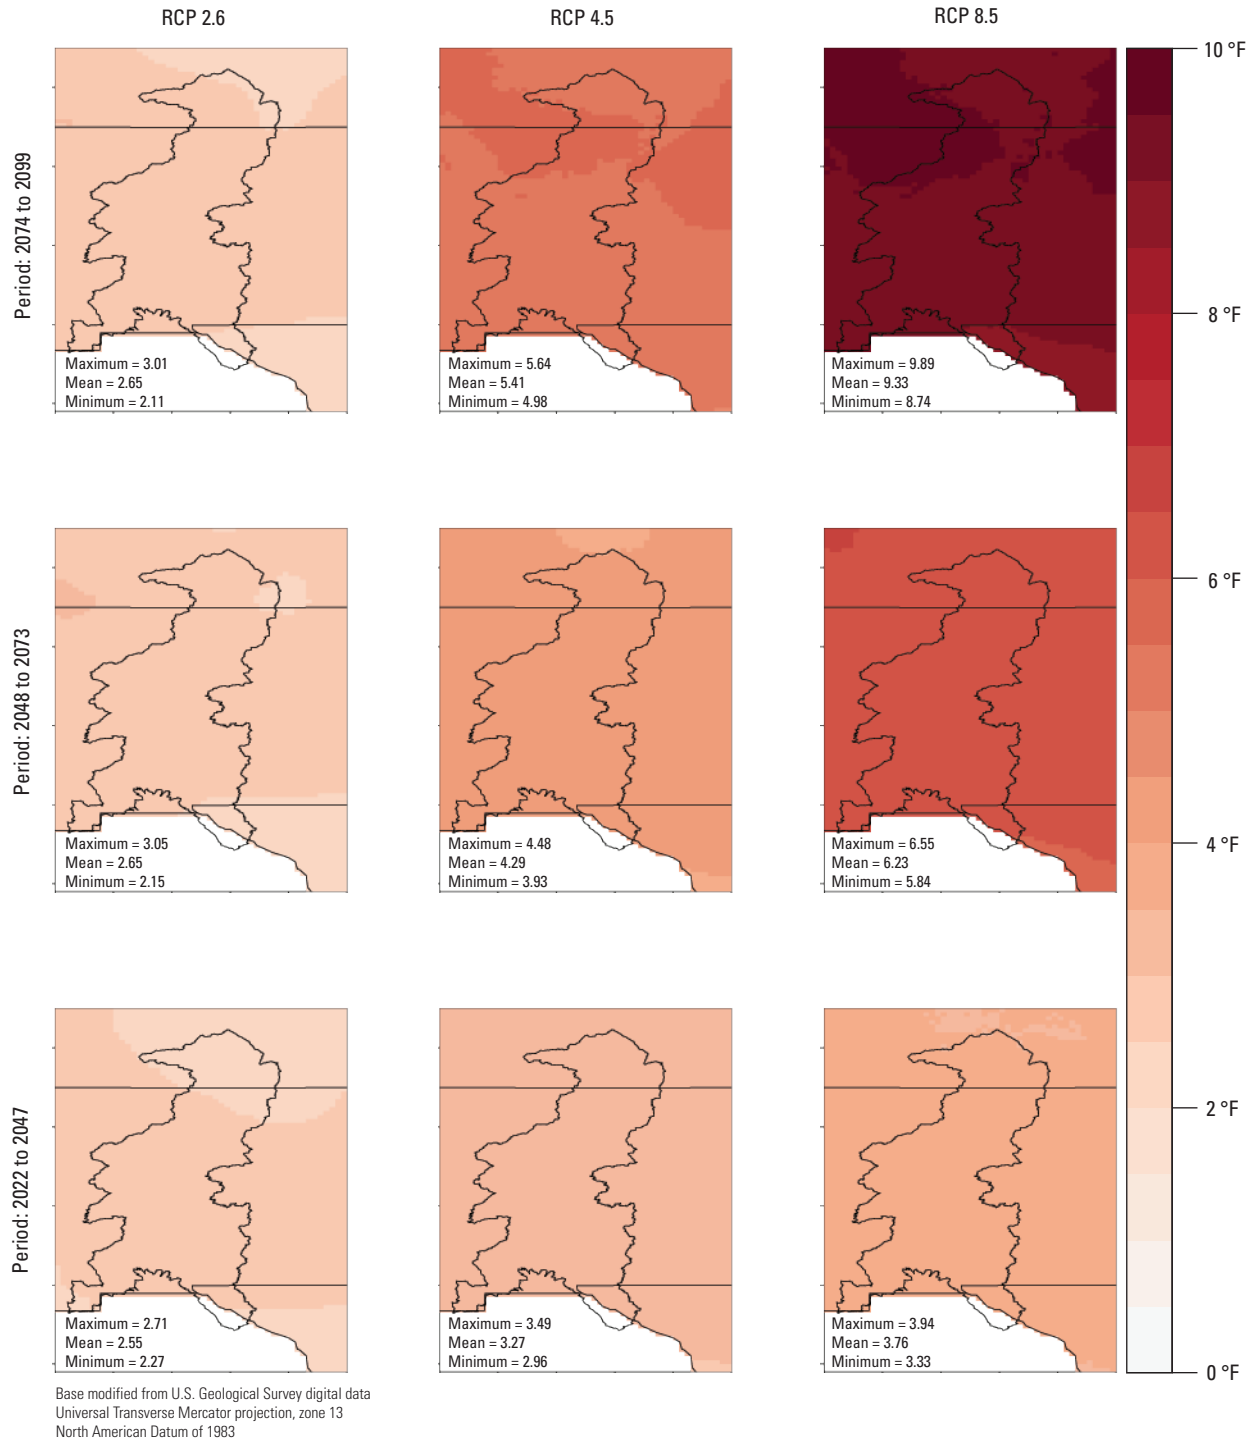 RCP 2.6
RCP 4.5
RCP 8.5
Period: 2074 to 2099
Maximum = 3.01
Mean = 2.65
Minimum = 2.11
Maximum = 5.64
Mean = 5.41
Minimum = 4.98
Maximum = 9.89
Mean = 9.33
Minimum = 8.74
Period: 2048 to 2073
Maximum = 3.05
Mean = 2.65
Minimum = 2.15
Maximum = 4.48
Mean = 4.29
Minimum = 3.93
Maximum = 6.55
Mean = 6.23
Minimum = 5.84
Period: 2022 to 2047
Maximum = 2.71
Mean = 2.55
Minimum = 2.27
Maximum = 3.49
Mean = 3.27
Minimum = 2.96
Maximum = 3.94
Mean = 3.76
Minimum = 3.33
10 °F
8 °F
6 °F
4 °F
2 °F
0 °F
Base modified from U.S. Geological Survey digital data
Universal Transverse Mercator projection, zone 13
North American Datum of 1983